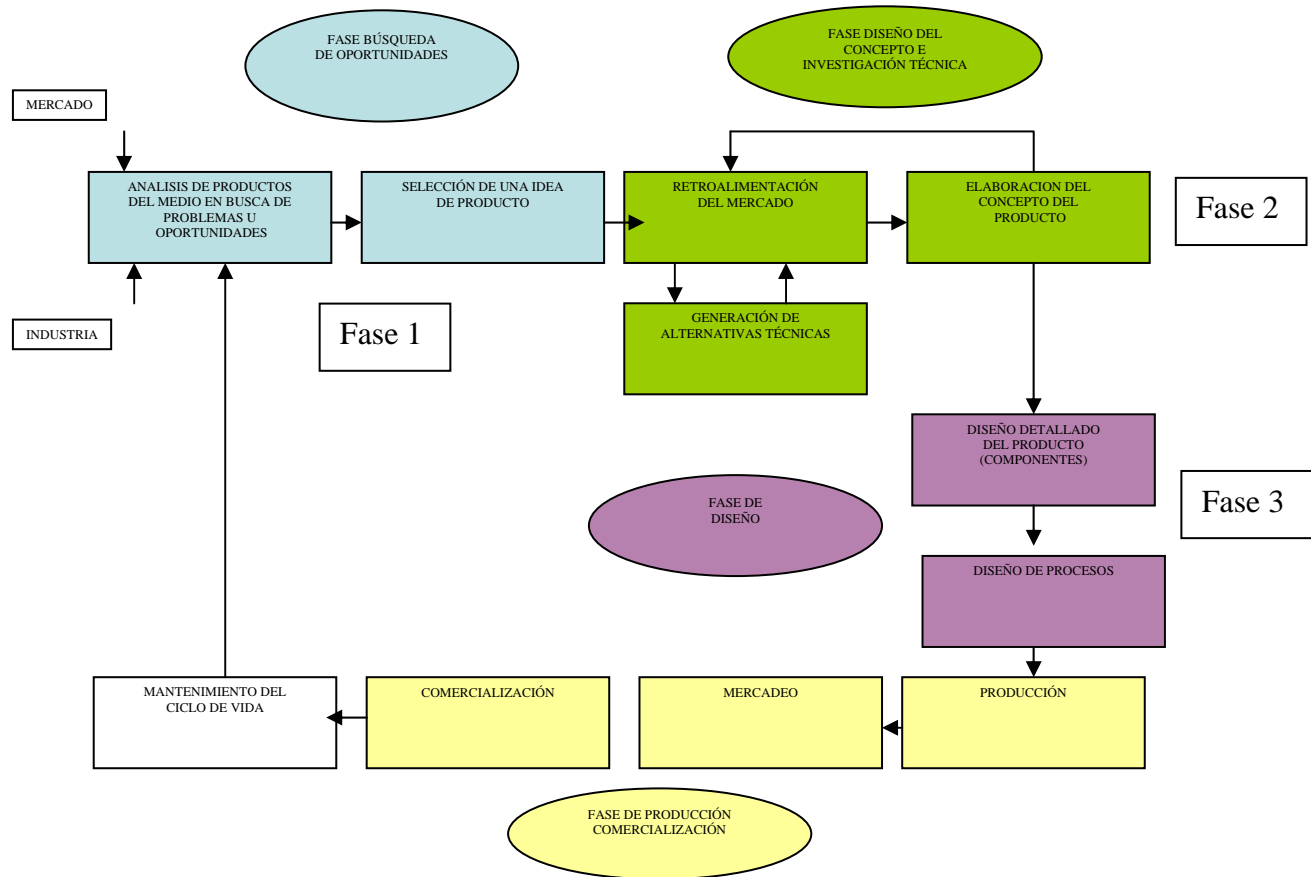 FASE BÚSQUEDA
DE OPORTUNIDADES
FASE DISEÑO DEL
CONCEPTO E
INVESTIGACIÓN TÉCNICA
MERCADO
ANALISIS DE PRODUCTOS
DEL MEDIO EN BUSCA DE
PROBLEMAS U
OPORTUNIDADES
SELECCIÓN DE UNA IDEA
DE PRODUCTO
RETROALIMENTACIÓN
DEL MERCADO
ELABORACION DEL
CONCEPTO DEL
PRODUCTO
Fase 2
INDUSTRIA
Fase 1
GENERACIÓN DE
ALTERNATIVAS TÉCNICAS
DISEÑO DETALLADO
DEL PRODUCTO
(COMPONENTES)
Fase 3
FASE DE
DISEÑO
DISEÑO DE PROCESOS
MANTENIMIENTO DEL
CICLO DE VIDA
COMERCIALIZACIÓN
MERCADEO
PRODUCCIÓN
FASE DE PRODUCCIÓN
COMERCIALIZACIÓN